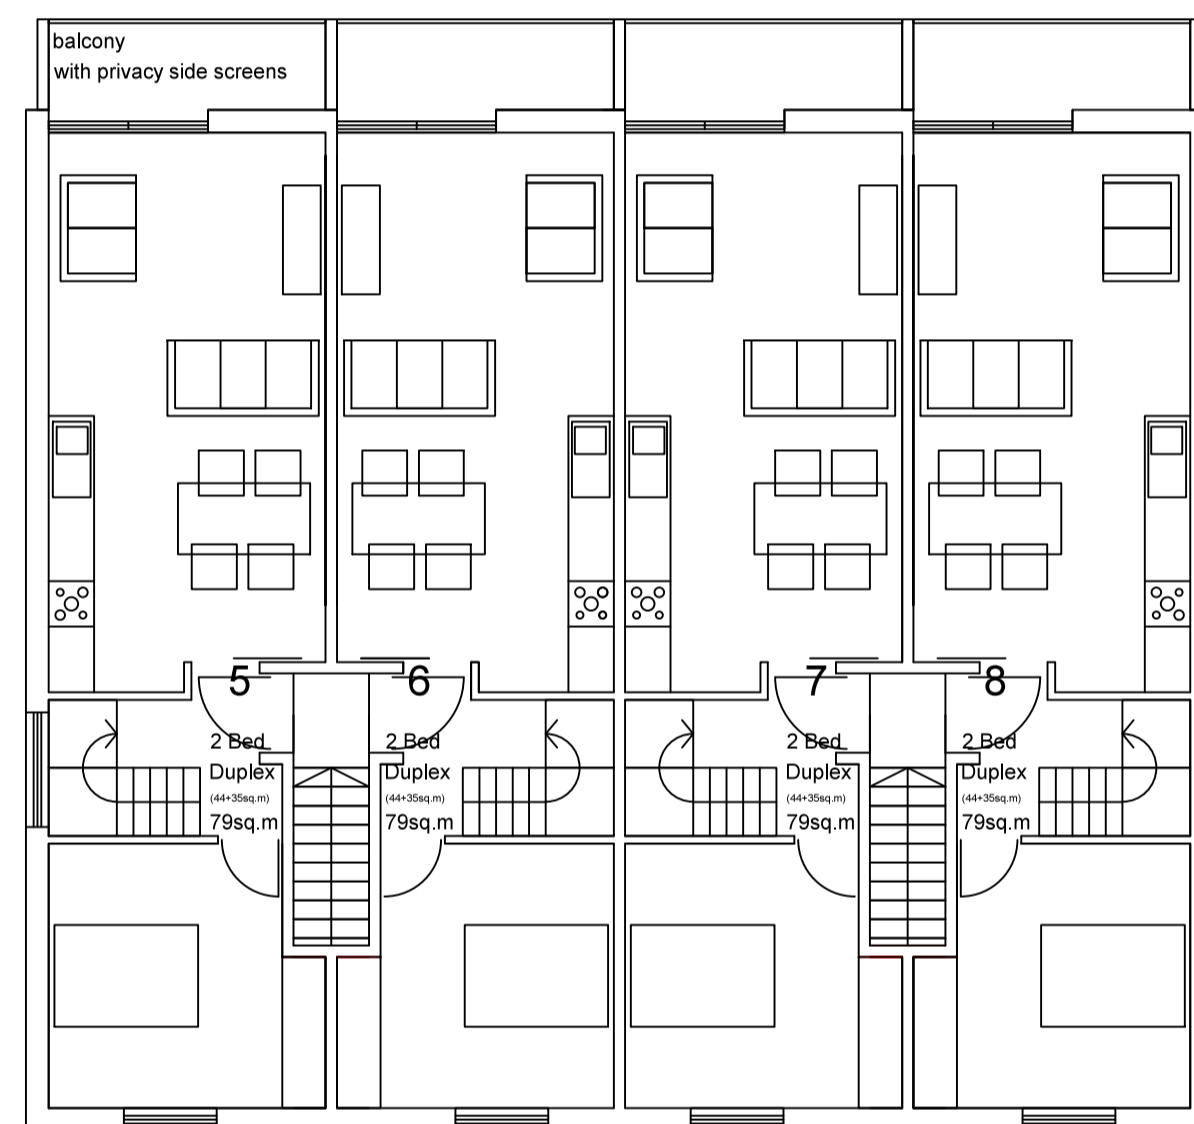 balcony
with privacy side screens
5
2 Bed
Duplex
(44+35sq.m)
79sq.m
6
2 Bed
Duplex
(44+35sq.m)
79sq.m
7
2 Bed
Duplex
(44+35sq.m)
79sq.m
8
2 Bed
Duplex
(44+35sq.m)
79sq.m